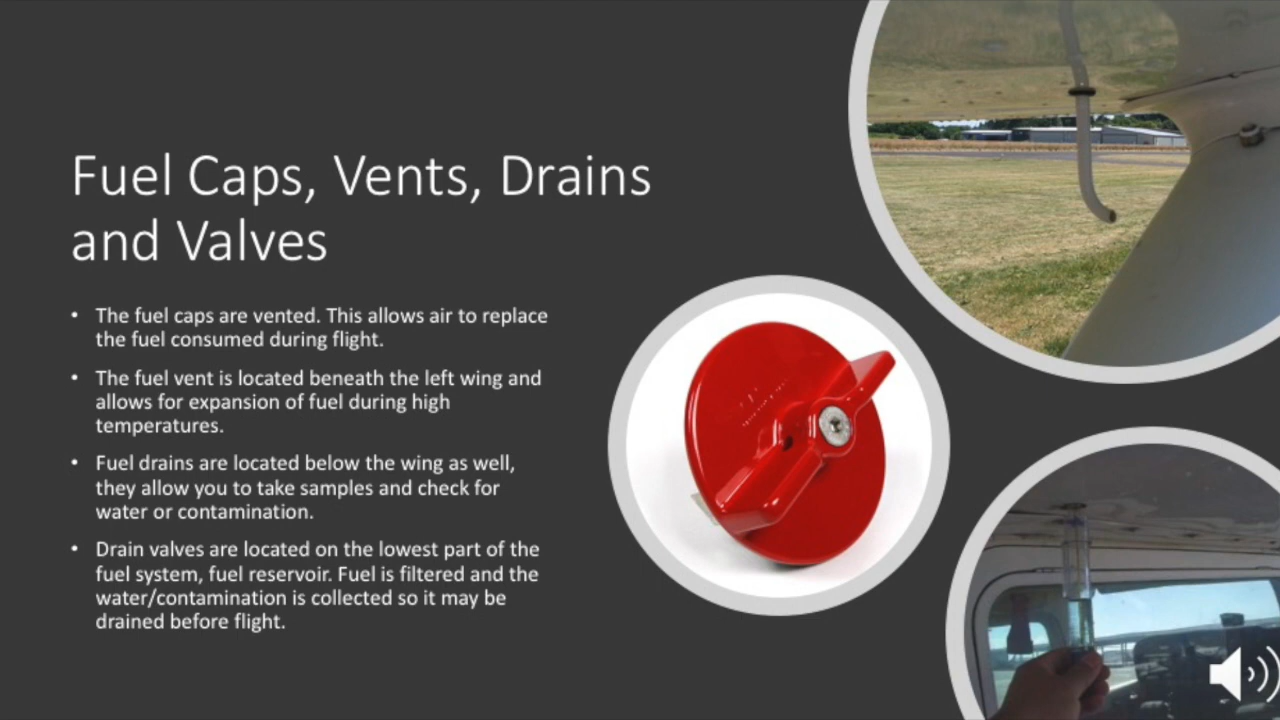 Fuel Caps, Vents, Drains
and Valves
• The fuel caps are vented. This allows air to replace
the fuel consumed during flight.
• The fuel vent is located beneath the left wing and
allows for expansion of fuel during high
temperatures.
• Fuel drains are located below the wing as well,
they allow you to take samples and check for
water or contamination.
• Drain valves are located on the lowest part of the
fuel system, fuel reservoir. Fuel is filtered and the
water/contamination is collected so it may be
drained before flight.